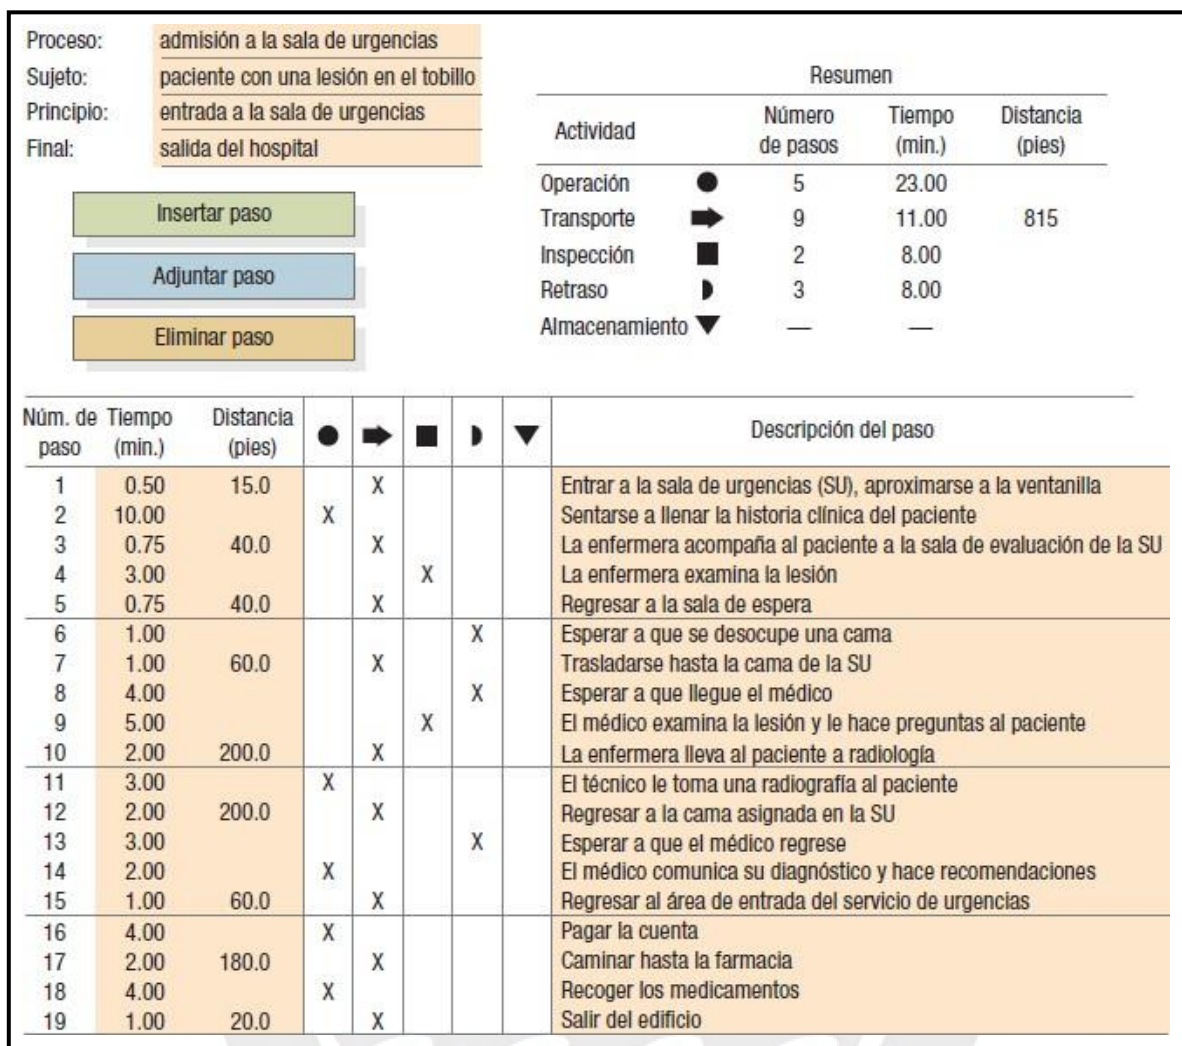 Proceso: admisión a la sala de urgencias
Sujeto: paciente con una lesión en el tobillo
Principio: entrada a la sala de urgencias
Final: salida del hospital
Insertar paso
Adjuntar paso
Eliminar paso
Resumen
Actividad Número de pasos Tiempo (min.) Distancia (pies)
Operación ● 5 23.00
Transporte ➡ 9 11.00 815
Inspección ■ 2 8.00
Retraso ◗ 3 8.00
Almacenamiento ▼ — —
Núm. de paso Tiempo (min.) Distancia (pies) ● ➡ ■ ◗ ▼ Descripción del paso
1 0.50 15.0 X Entrar a la sala de urgencias (SU), aproximarse a la ventanilla
2 10.00 X Sentarse a llenar la historia clínica del paciente
3 0.75 40.0 X La enfermera acompaña al paciente a la sala de evaluación de la SU
4 3.00 X La enfermera examina la lesión
5 0.75 40.0 X Regresar a la sala de espera
6 1.00 X Esperar a que se desocupe una cama
7 1.00 60.0 X Trasladarse hasta la cama de la SU
8 4.00 X Esperar a que llegue el médico
9 5.00 X El médico examina la lesión y le hace preguntas al paciente
10 2.00 200.0 X La enfermera lleva al paciente a radiología
11 3.00 X El técnico le toma una radiografía al paciente
12 2.00 200.0 X Regresar a la cama asignada en la SU
13 3.00 X Esperar a que el médico regrese
14 2.00 X El médico comunica su diagnóstico y hace recomendaciones
15 1.00 60.0 X Regresar al área de entrada del servicio de urgencias
16 4.00 X Pagar la cuenta
17 2.00 180.0 X Caminar hasta la farmacia
18 4.00 X Recoger los medicamentos
19 1.00 20.0 X Salir del edificio